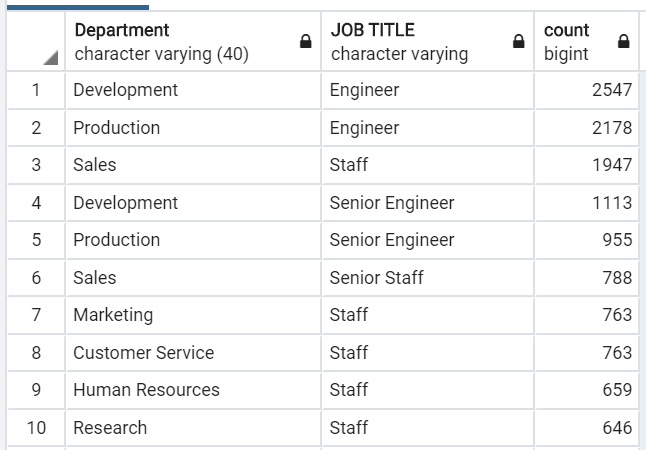 Department JOB TITLE count
character varying (40) character varying bigint
1 Development Engineer 2547
2 Production Engineer 2178
3 Sales Staff 1947
4 Development Senior Engineer 1113
5 Production Senior Engineer 955
6 Sales Senior Staff 788
7 Marketing Staff 763
8 Customer Service Staff 763
9 Human Resources Staff 659
10 Research Staff 646